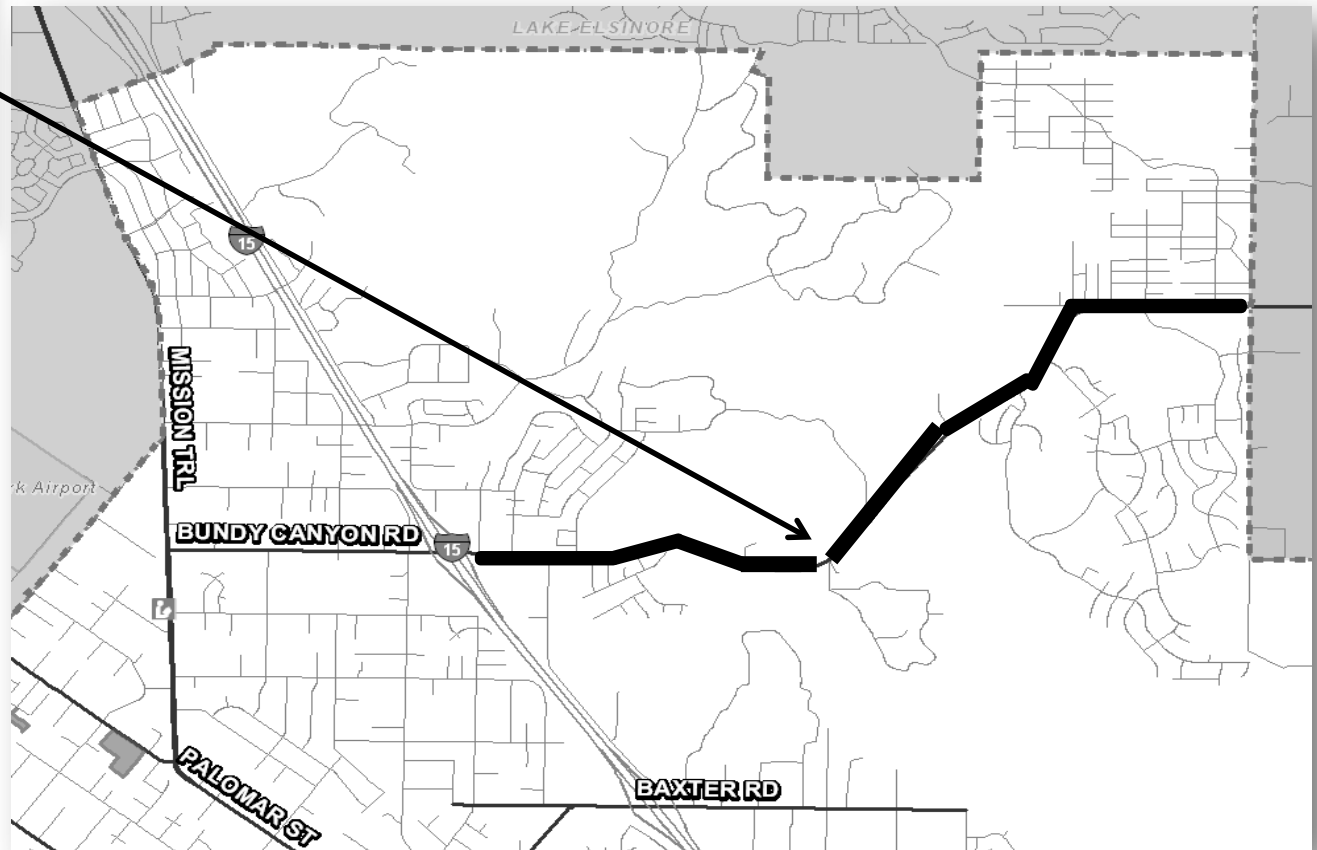 LAKE ELSINORE
15
MISSION TRL
k Airport
BUNDY CANYON RD
15
PALOMAR ST
BAXTER RD